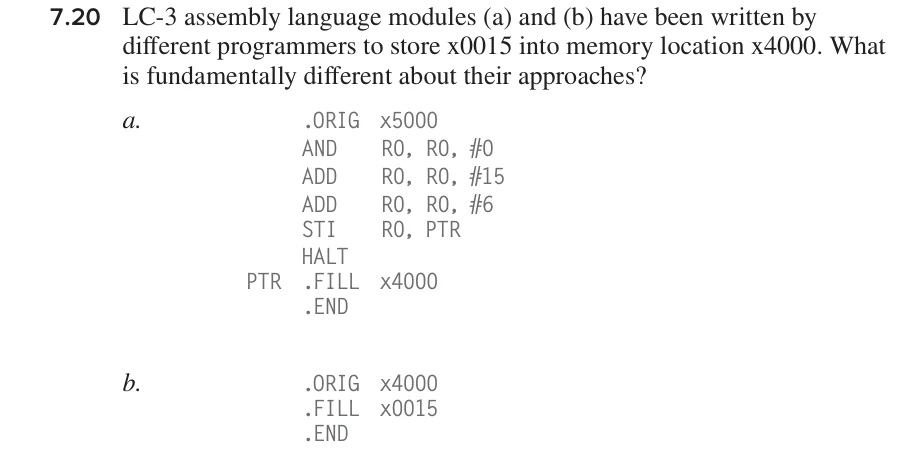 7.20 LC-3 assembly language modules (a) and (b) have been written by
different programmers to store x0015 into memory location x4000. What
is fundamentally different about their approaches?
a. .ORIG x5000
AND R0, R0, #0
ADD R0, R0, #15
ADD R0, R0, #6
STI R0, PTR
HALT
PTR .FILL x4000
.END
b. .ORIG x4000
.FILL x0015
.END